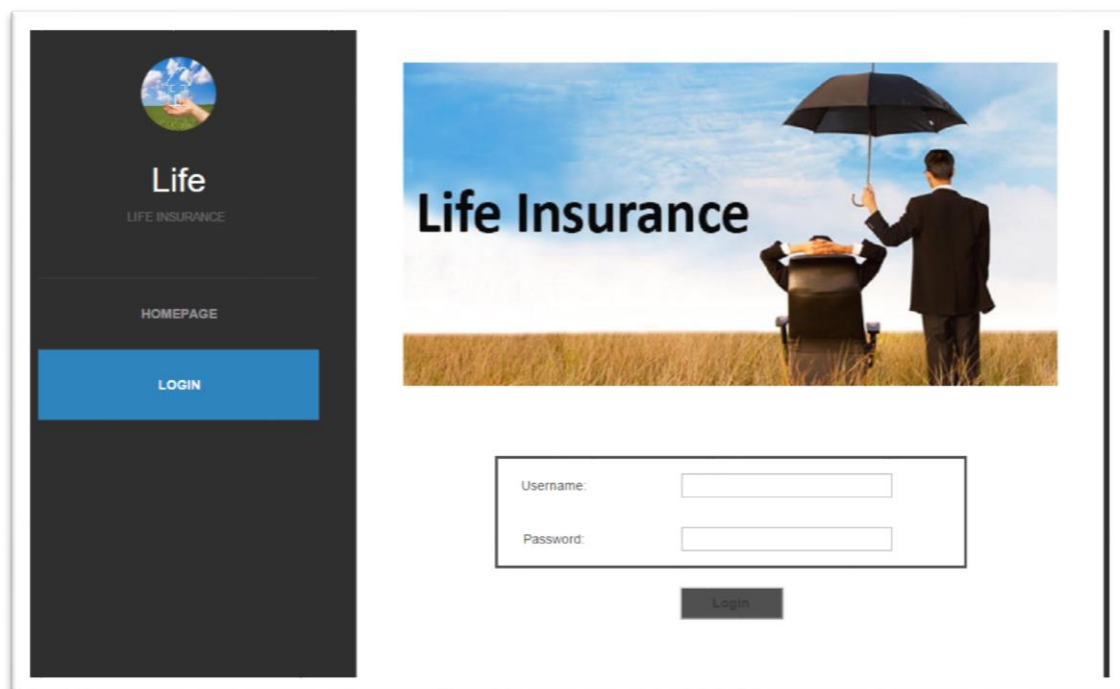 Life
LIFE INSURANCE
HOMEPAGE
LOGIN
Life Insurance
Username:
Password:
Login